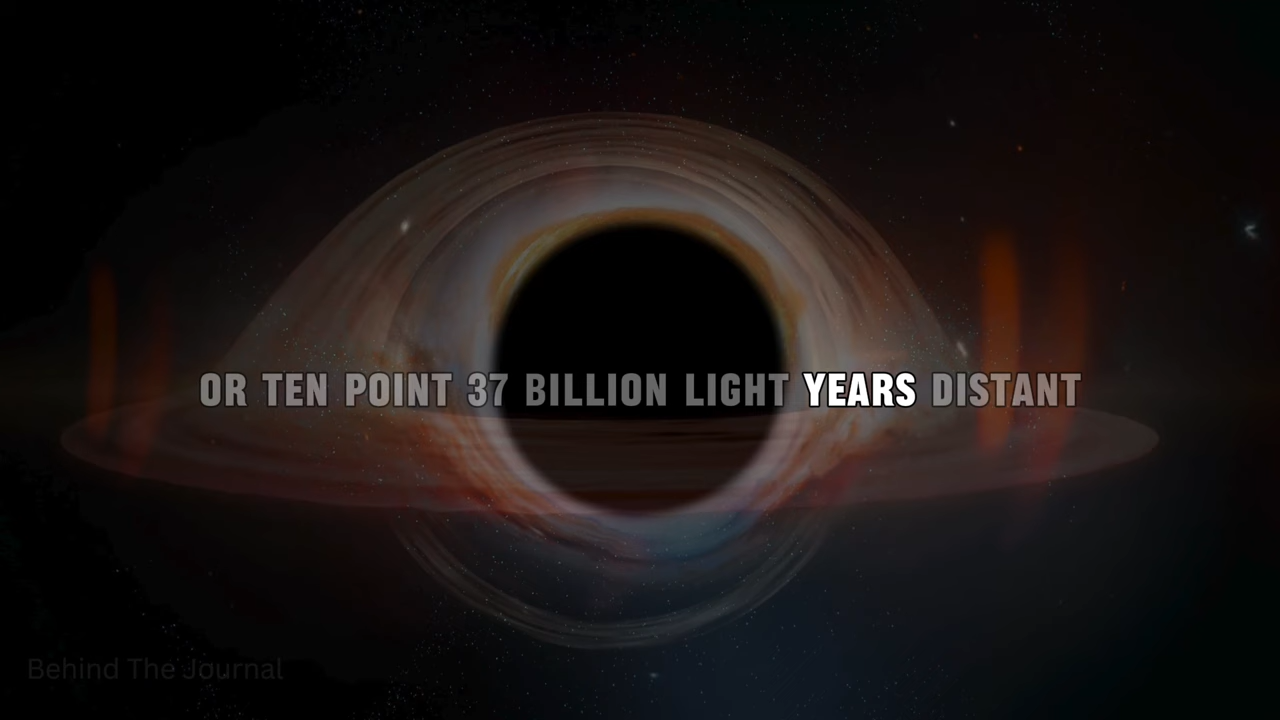 OR TEN POINT 37 BILLION LIGHT YEARS DISTANT
Behind The Journal